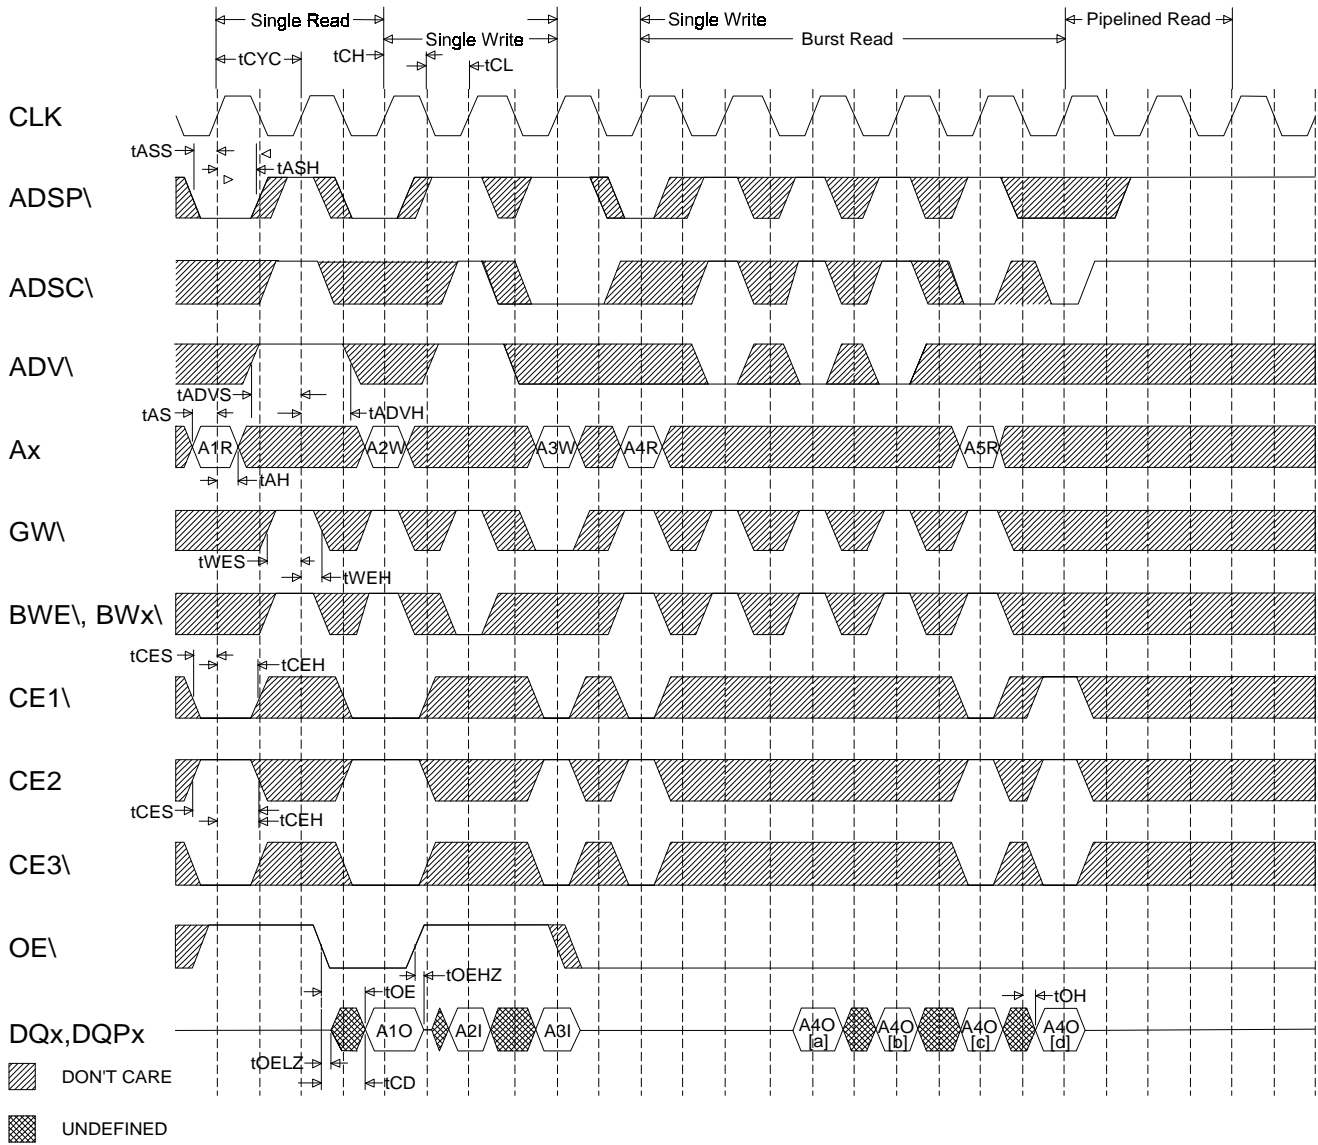 Single Read
Single Write
Pipelined Read
Single Write
Burst Read
tCYC
tCH
tCL
CLK
tASS
tASH
ADSP\
ADSC\
ADV\
tADVS
tAS
tADVH
Ax
A1R
A2W
A3W
A4R
A5R
tAH
GW\
tWES
tWEH
BWE\, BWx\
tCES
tCEH
CE1\
CE2
tCES
tCEH
CE3\
OE\
tOEHZ
tOE
tOH
DQx,DQPx
A1O
A2I
A3I
A4O
[a]
A4O
[b]
A4O
[c]
A4O
[d]
tOELZ
tCD
DON'T CARE
UNDEFINED